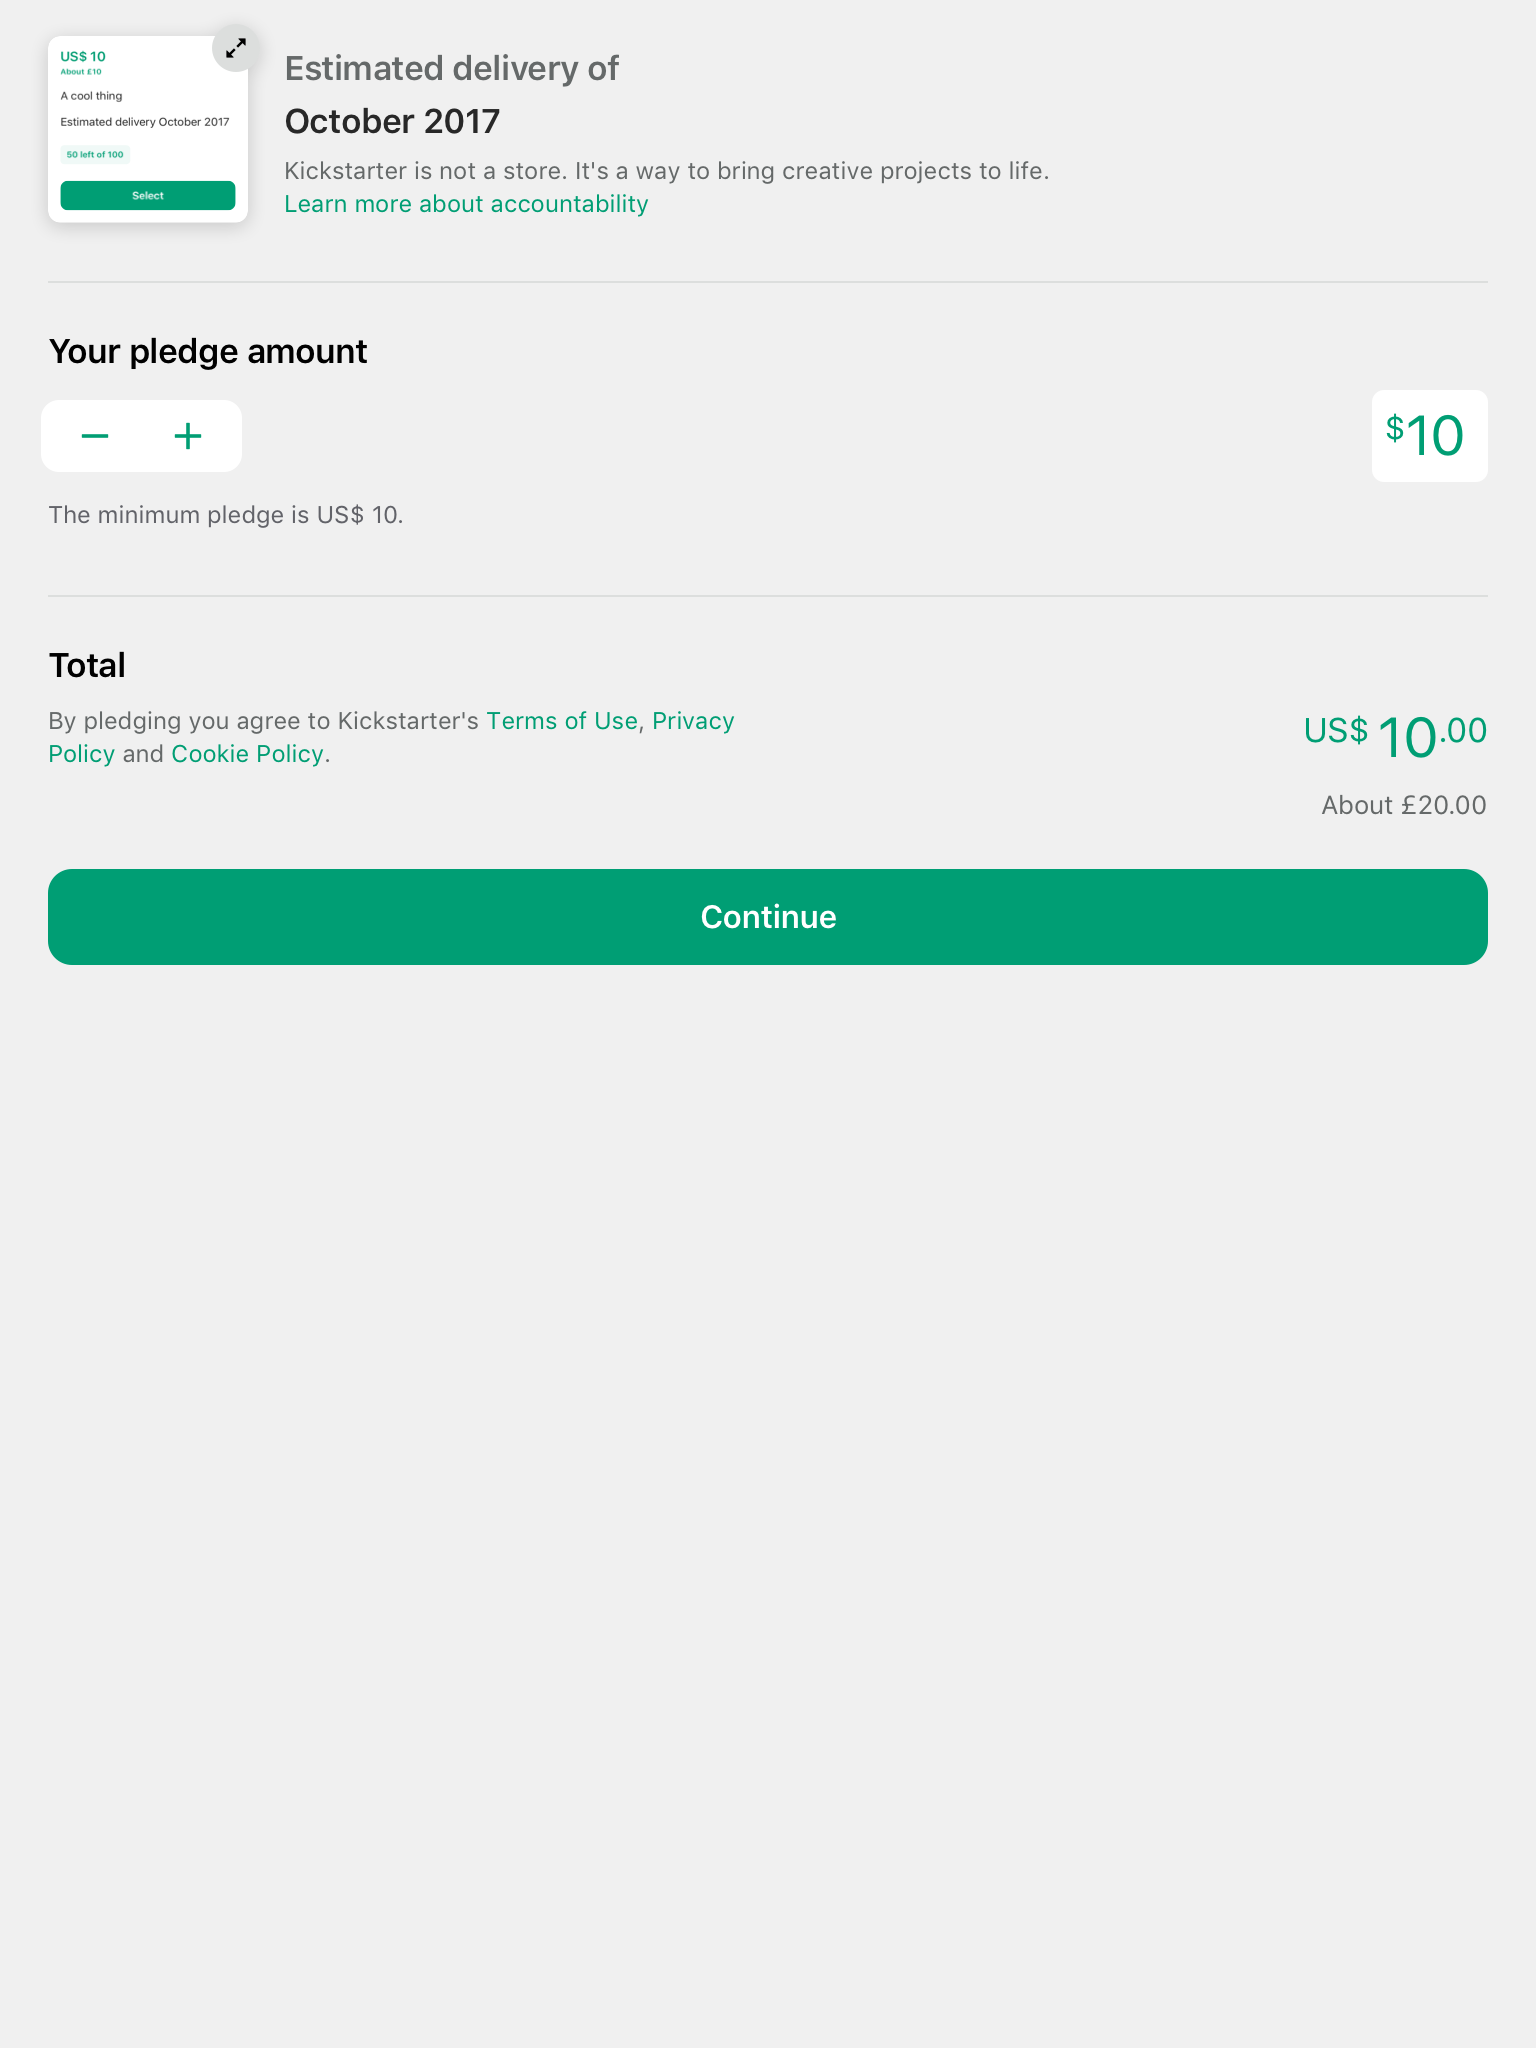 US$ 10
About £10
A cool thing
Estimated delivery October 2017
50 left of 100
Select
Estimated delivery of
October 2017
Kickstarter is not a store. It's a way to bring creative projects to life.
Learn more about accountability
Your pledge amount
$10
The minimum pledge is US$ 10.
Total
By pledging you agree to Kickstarter's Terms of Use, Privacy
Policy and Cookie Policy.
US$ 10.00
About £20.00
Continue